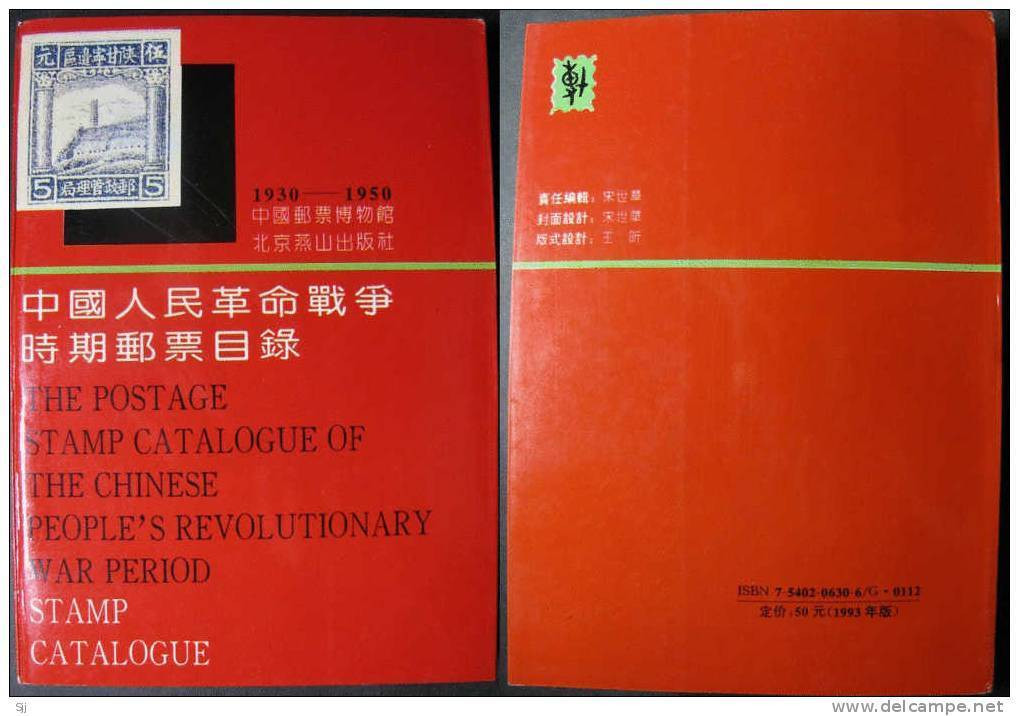 伍 區邊寧甘陝 元
5 局理管政郵 5
1930——1950
中國郵票博物館
北京燕山出版社
中國人民革命戰爭
時期郵票目錄
THE POSTAGE
STAMP CATALOGUE OF
THE CHINESE
PEOPLE'S REVOLUTIONARY
WAR PERIOD
STAMP
CATALOGUE
責任編輯：宋世華
封面設計：宋世華
版式設計：王 昕
ISBN 7-5402-0630-6/G·0112
定价：50元(1993年版)
Sjj
www.delcampe.net